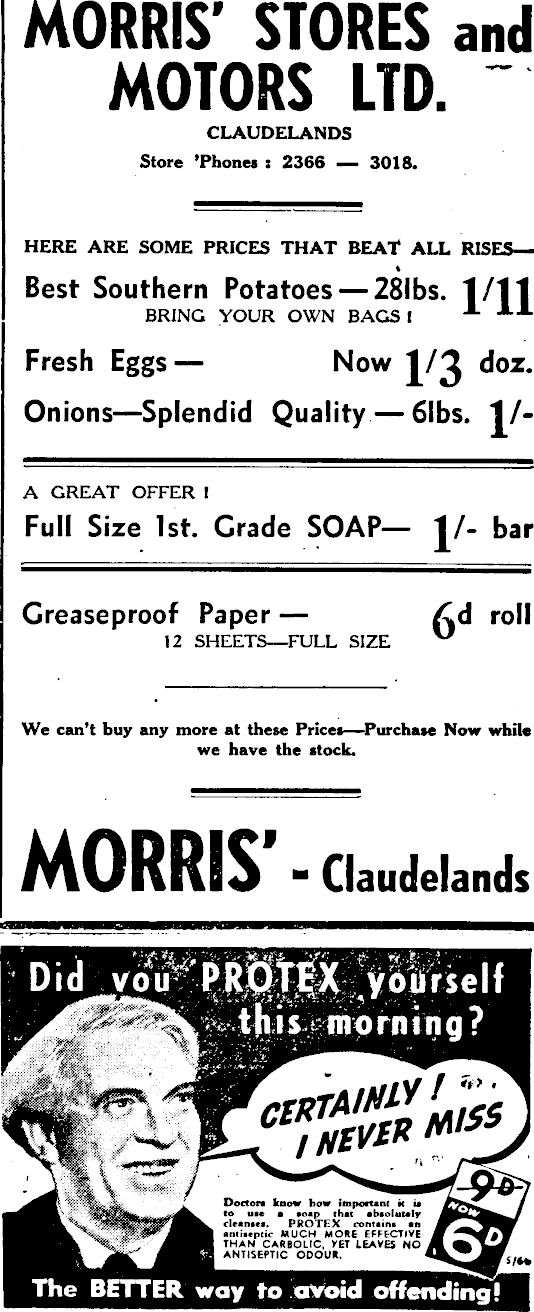 MORRIS' STORES and
MOTORS LTD.
CLAUDELANDS
Store 'Phones : 2366 — 3018.
HERE ARE SOME PRICES THAT BEAT ALL RISES—
Best Southern Potatoes — 28lbs. 1/11
BRING YOUR OWN BAGS !
Fresh Eggs — Now 1/3 doz.
Onions—Splendid Quality — 6lbs. 1/-
A GREAT OFFER !
Full Size 1st. Grade SOAP— 1/- bar
Greaseproof Paper — 6d roll
12 SHEETS—FULL SIZE
We can't buy any more at these Prices—Purchase Now while
we have the stock.
MORRIS' - Claudelands
Did you PROTEX yourself
this morning?
CERTAINLY !
I NEVER MISS
Doctors know how important it is
to use a soap that absolutely
cleanses. PROTEX contains an
antiseptic MUCH MORE EFFECTIVE
THAN CARBOLIC, YET LEAVES NO
ANTISEPTIC ODOUR.
9D
NOW
6D
The BETTER way to avoid offending!